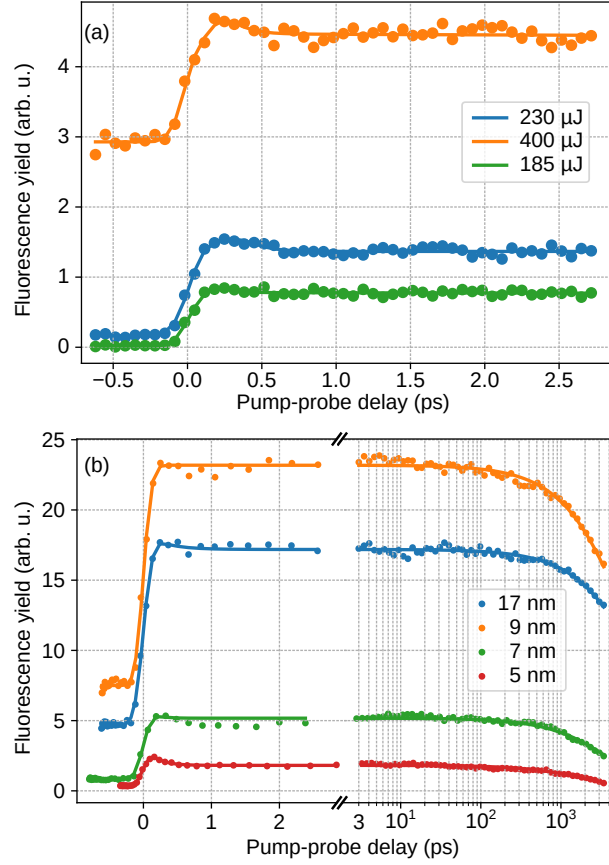 (a)
Fluorescence yield (arb. u.)
4
3
2
1
0
230 µJ
400 µJ
185 µJ
−0.5 0.0 0.5 1.0 1.5 2.0 2.5
Pump-probe delay (ps)
(b)
Fluorescence yield (arb. u.)
25
20
15
10
5
0
17 nm
9 nm
7 nm
5 nm
0 1 2 3 10¹ 10² 10³
Pump-probe delay (ps)